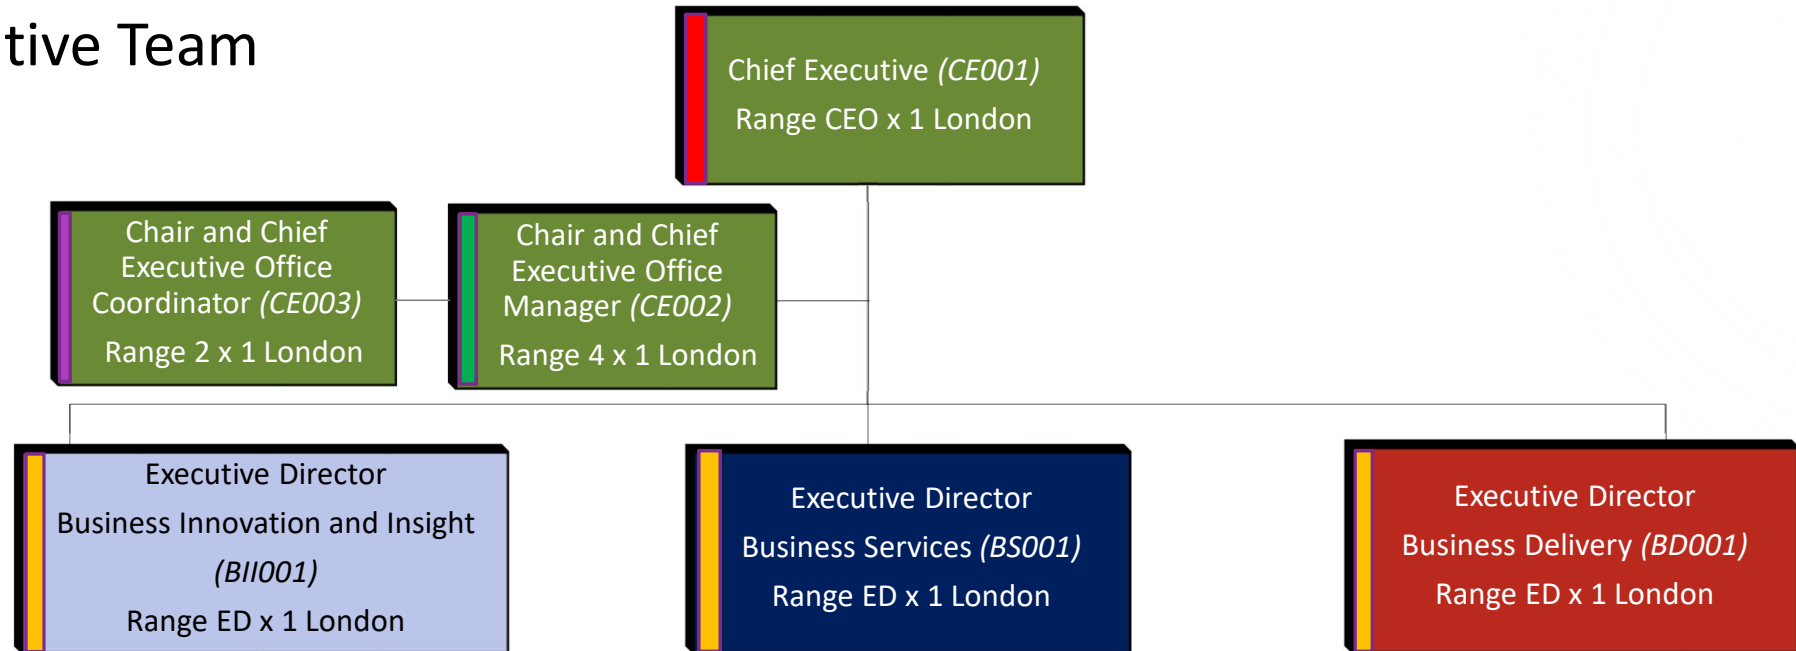 tive Team
Chief Executive (CE001)
Range CEO x 1 London
Chair and Chief
Executive Office
Coordinator (CE003)
Range 2 x 1 London
Chair and Chief
Executive Office
Manager (CE002)
Range 4 x 1 London
Executive Director
Business Innovation and Insight
(BII001)
Range ED x 1 London
Executive Director
Business Services (BS001)
Range ED x 1 London
Executive Director
Business Delivery (BD001)
Range ED x 1 London